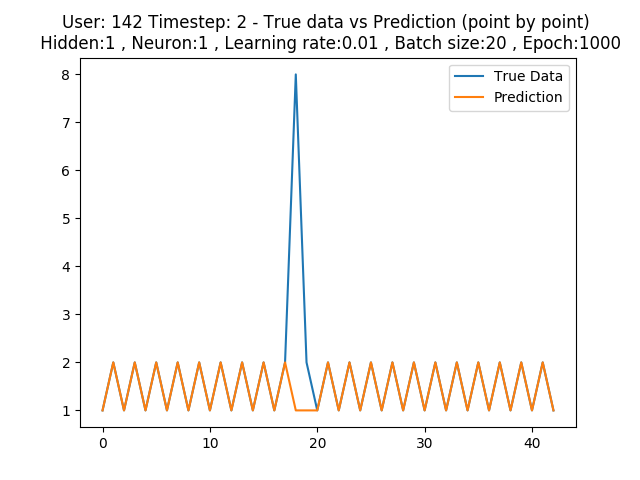 User: 142 Timestep: 2 - True data vs Prediction (point by point)
Hidden:1 , Neuron:1 , Learning rate:0.01 , Batch size:20 , Epoch:1000
True Data
Prediction
8
7
6
5
4
3
2
1
0 10 20 30 40